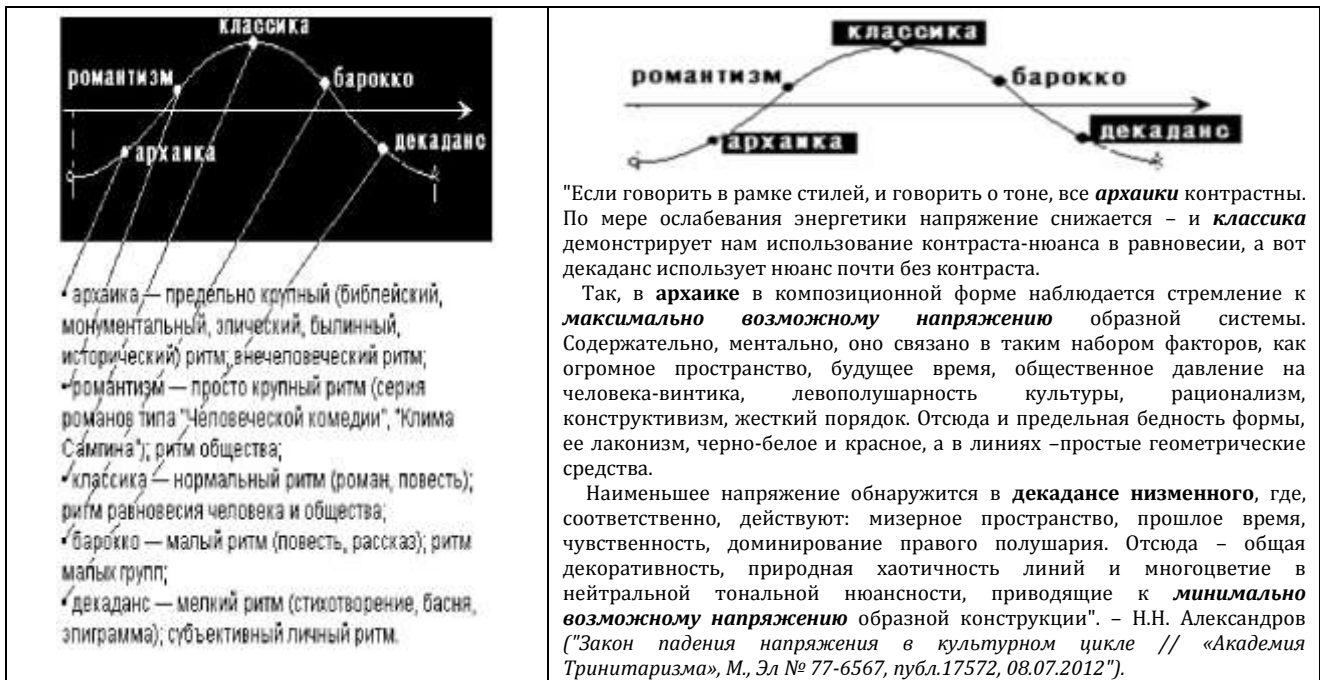 классика
романтизм
барокко
архаика
декаданс
• архаика — предельно крупный (библейский,
монументальный, эпический, былинный,
исторический) ритм; внечеловеческий ритм;
• романтизм — просто крупный ритм (серия
романов типа "Человеческой комедии", "Клима
Самгина"); ритм общества;
• классика — нормальный ритм (роман, повесть);
ритм равновесия человека и общества;
• барокко — малый ритм (повесть, рассказ); ритм
малых групп;
• декаданс — мелкий ритм (стихотворение, басня,
эпиграмма); субъективный личный ритм.
классика
романтизм
барокко
архаика
декаданс
"Если говорить в рамке стилей, и говорить о тоне, все архаики контрастны.
По мере ослабевания энергетики напряжение снижается – и классика
демонстрирует нам использование контраста-нюанса в равновесии, а вот
декаданс использует нюанс почти без контраста.
Так, в архаике в композиционной форме наблюдается стремление к
максимально возможному напряжению образной системы.
Содержательно, ментально, оно связано в таким набором факторов, как
огромное пространство, будущее время, общественное давление на
человека-винтика, левополушарность культуры, рационализм,
конструктивизм, жесткий порядок. Отсюда и предельная бедность формы,
ее лаконизм, черно-белое и красное, а в линиях –простые геометрические
средства.
Наименьшее напряжение обнаружится в декадансе низменного, где,
соответственно, действуют: мизерное пространство, прошлое время,
чувственность, доминирование правого полушария. Отсюда – общая
декоративность, природная хаотичность линий и многоцветие в
нейтральной тональной нюансности, приводящие к минимально
возможному напряжению образной конструкции". – Н.Н. Александров
("Закон падения напряжения в культурном цикле // «Академия
Тринитаризма», М., Эл № 77-6567, публ.17572, 08.07.2012").